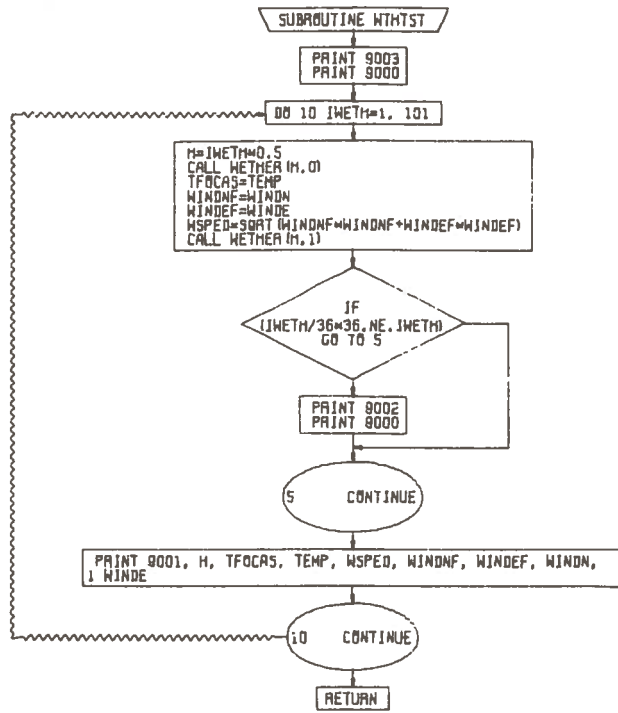 SUBROUTINE WTHTST
PRINT 9003
PRINT 9000
DO 10 IWETH=1, 101
H=IWETH*0.5
CALL WETHER(H,0)
TFOCAS=TEMP
WINDNF=WINDN
WINDEF=WINDE
WSPED=SQRT(WINDNF*WINDNF+WINDEF*WINDEF)
CALL WETHER(H,1)
IF
(IWETH/36*36.NE.IWETH)
GO TO 5
PRINT 9002
PRINT 9000
5 CONTINUE
PRINT 9001, H, TFOCAS, TEMP, WSPED, WINDNF, WINDEF, WINDN,
1 WINDE
10 CONTINUE
RETURN